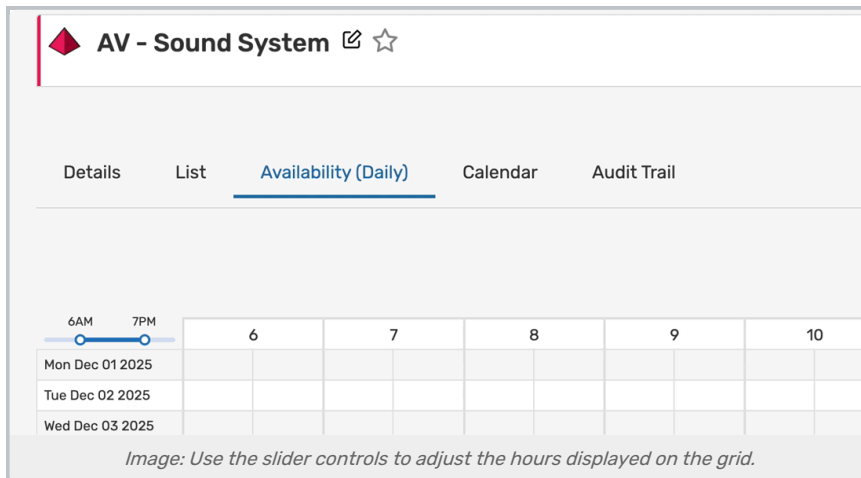 AV - Sound System
Details List Availability (Daily) Calendar Audit Trail
6AM 7PM
6 7 8 9 10
Mon Dec 01 2025
Tue Dec 02 2025
Wed Dec 03 2025
Image: Use the slider controls to adjust the hours displayed on the grid.